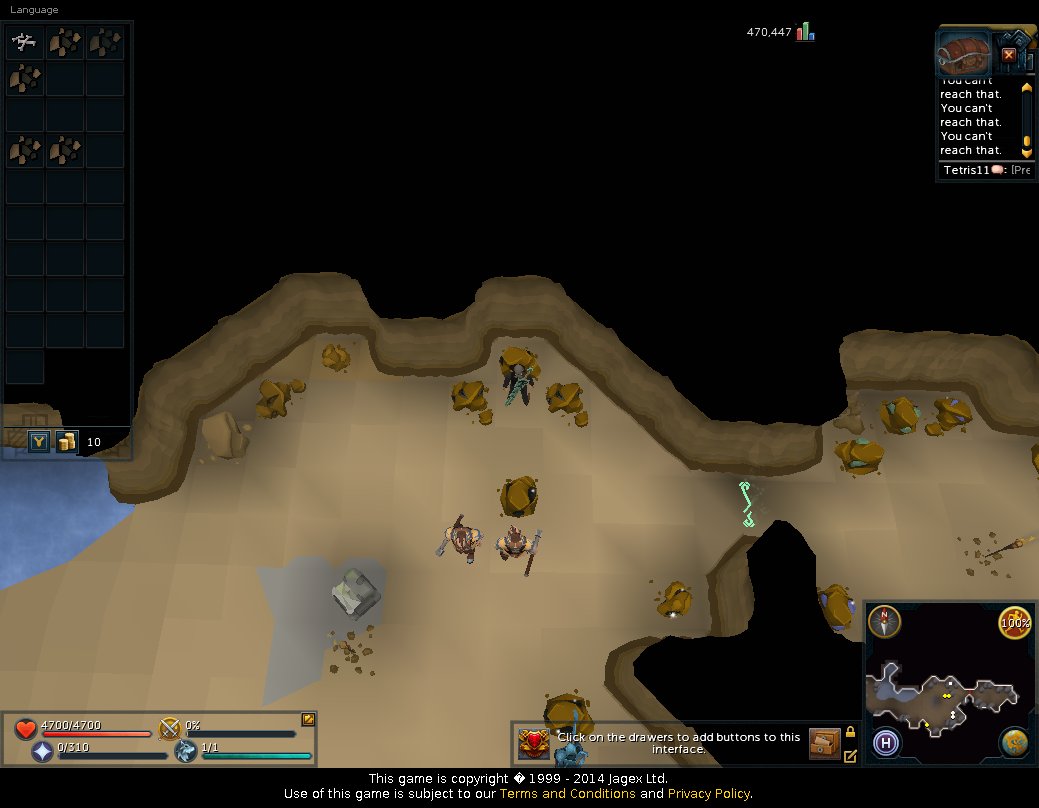 Language
470,447
You can't
reach that.
You can't
reach that.
You can't
reach that.
Tetris11: [Pre
10
N
100%
H
4700/4700
0%
0/310
1/1
Click on the drawers to add buttons to this
interface.
This game is copyright � 1999 - 2014 Jagex Ltd.
Use of this game is subject to our Terms and Conditions and Privacy Policy.